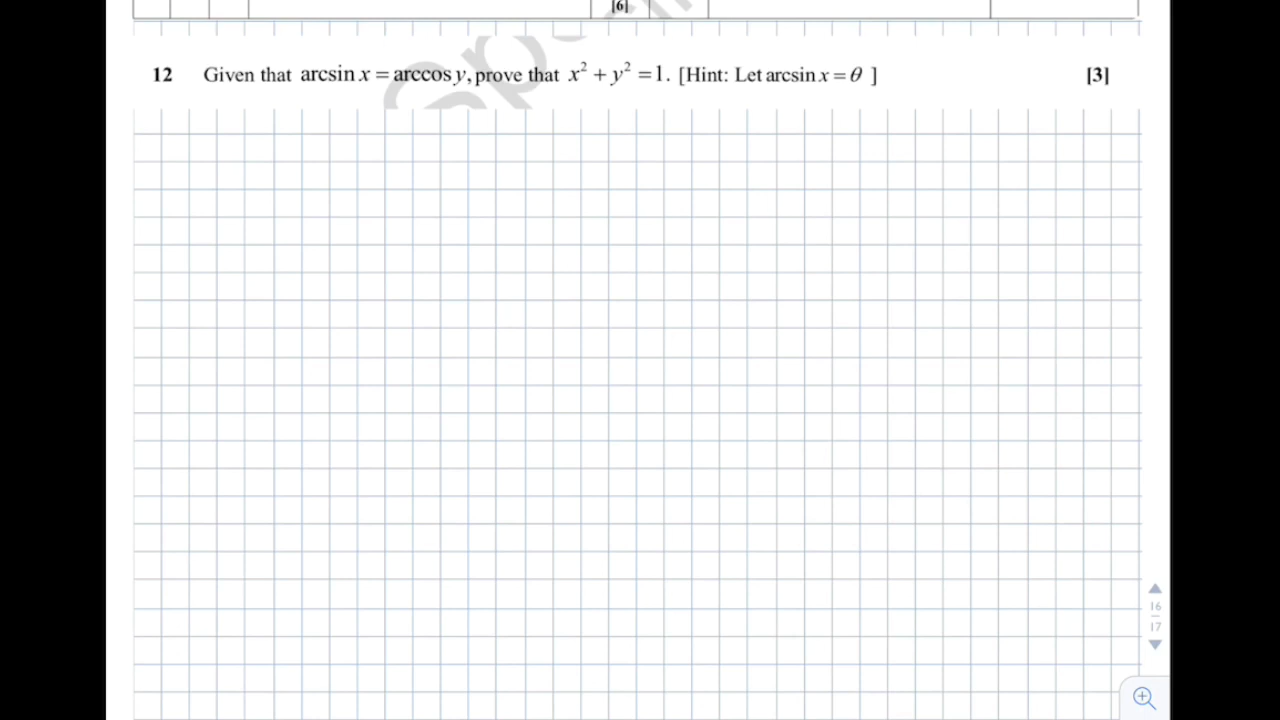 [6]
12 Given that arcsin x = arccos y, prove that x² + y² = 1. [Hint: Let arcsin x = θ ] [3]
16
17